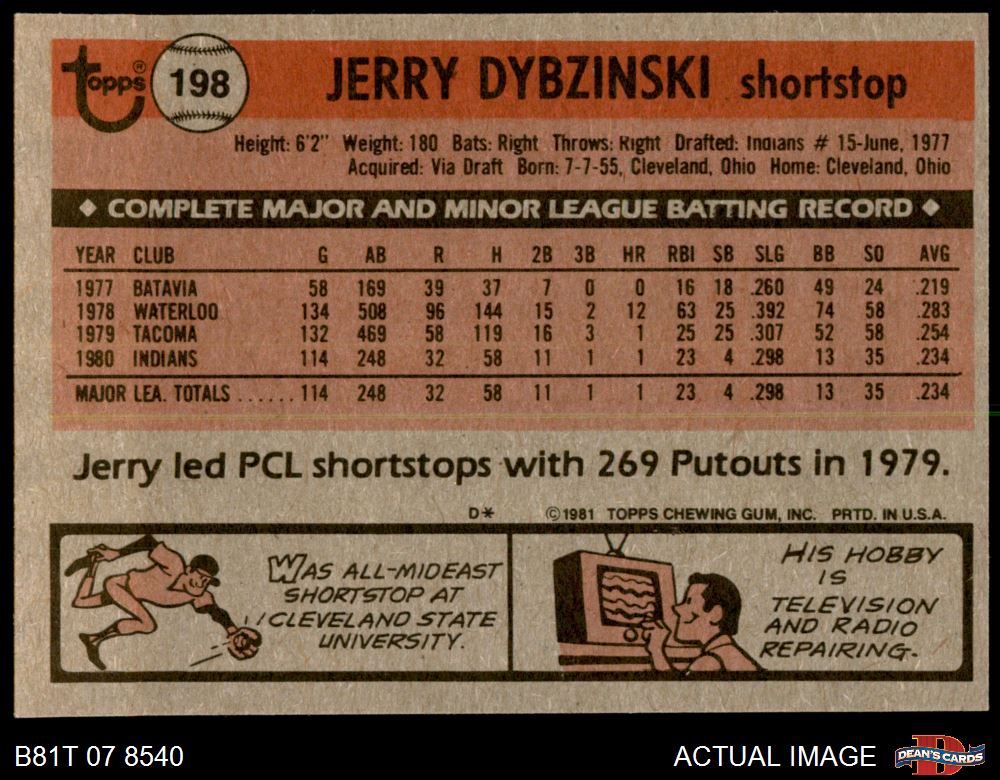 topps® 198 JERRY DYBZINSKI shortstop
Height: 6'2" Weight: 180 Bats: Right Throws: Right Drafted: Indians # 15-June, 1977
Acquired: Via Draft Born: 7-7-55, Cleveland, Ohio Home: Cleveland, Ohio
◆ COMPLETE MAJOR AND MINOR LEAGUE BATTING RECORD ◆
YEAR CLUB G AB R H 2B 3B HR RBI SB SLG BB SO AVG
1977 BATAVIA 58 169 39 37 7 0 0 16 18 .260 49 24 .219
1978 WATERLOO 134 508 96 144 15 2 12 63 25 .392 74 58 .283
1979 TACOMA 132 469 58 119 16 3 1 25 25 .307 52 58 .254
1980 INDIANS 114 248 32 58 11 1 1 23 4 .298 13 35 .234
MAJOR LEA. TOTALS ...... 114 248 32 58 11 1 1 23 4 .298 13 35 .234
Jerry led PCL shortstops with 269 Putouts in 1979.
D* ©1981 TOPPS CHEWING GUM, INC. PRTD. IN U.S.A.
WAS ALL-MIDEAST
SHORTSTOP AT
CLEVELAND STATE
UNIVERSITY.
HIS HOBBY
IS
TELEVISION
AND RADIO
REPAIRING.
B81T 07 8540 ACTUAL IMAGE DEAN'S CARDS